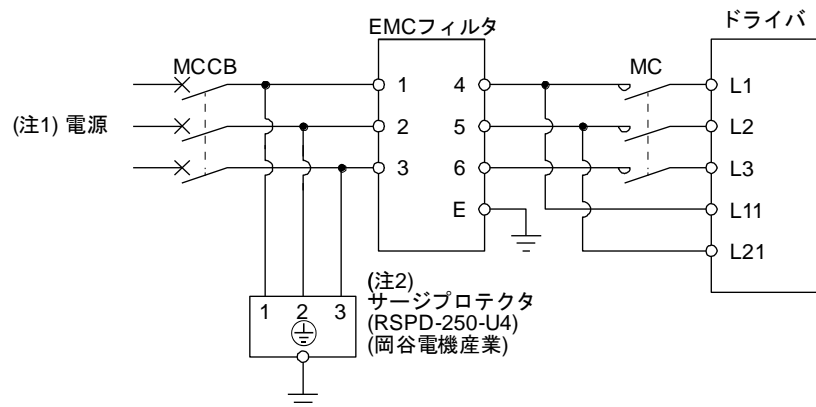 ドライバ
EMCフィルタ
MCCB
MC
1
4
L1
(注1) 電源
2
5
L2
3
6
L3
E
L11
L21
(注2)
サージプロテクタ
(RSPD-250-U4)
(岡谷電機産業)
1 2 3